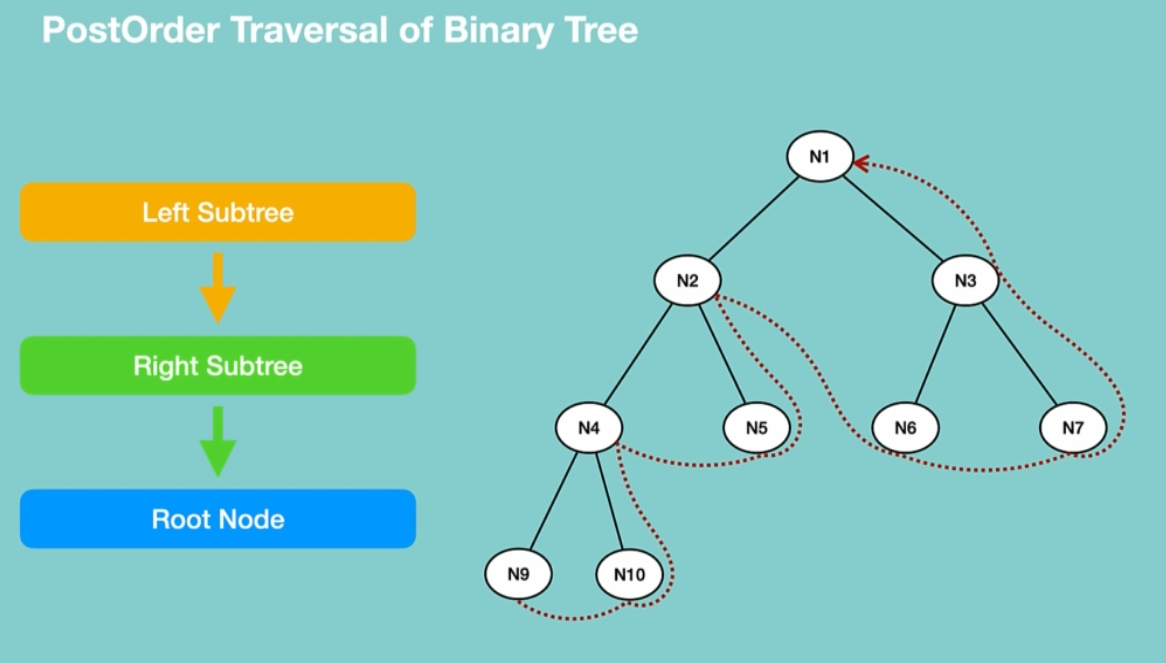 PostOrder Traversal of Binary Tree
Left Subtree
Right Subtree
Root Node
N1
N2
N3
N4
N5
N6
N7
N9
N10